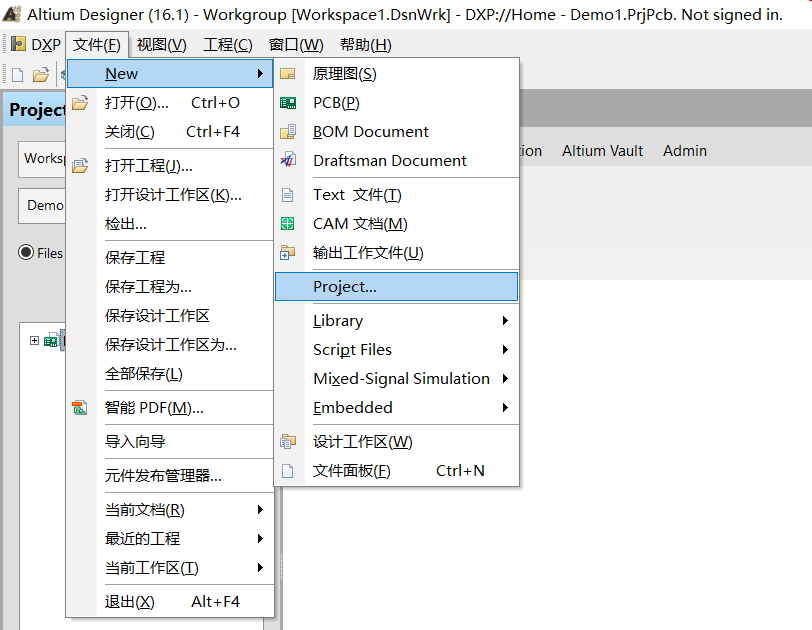 Altium Designer (16.1) - Workgroup [Workspace1.DsnWrk] - DXP://Home - Demo1.PrjPcb. Not signed in.
DXP 文件(F) 视图(V) 工程(C) 窗口(W) 帮助(H)
New
打开(O)... Ctrl+O
关闭(C) Ctrl+F4
打开工程(J)...
打开设计工作区(K)...
检出...
保存工程
保存工程为...
保存设计工作区
保存设计工作区为...
全部保存(L)
智能 PDF(M)...
导入向导
元件发布管理器...
当前文档(R)
最近的工程
当前工作区(T)
退出(X) Alt+F4
原理图(S)
PCB(P)
BOM Document
Draftsman Document
Text 文件(T)
CAM 文档(M)
输出工作文件(U)
Project...
Library
Script Files
Mixed-Signal Simulation
Embedded
设计工作区(W)
文件面板(F) Ctrl+N
Project
Works
Demo
Files
tion Altium Vault Admin